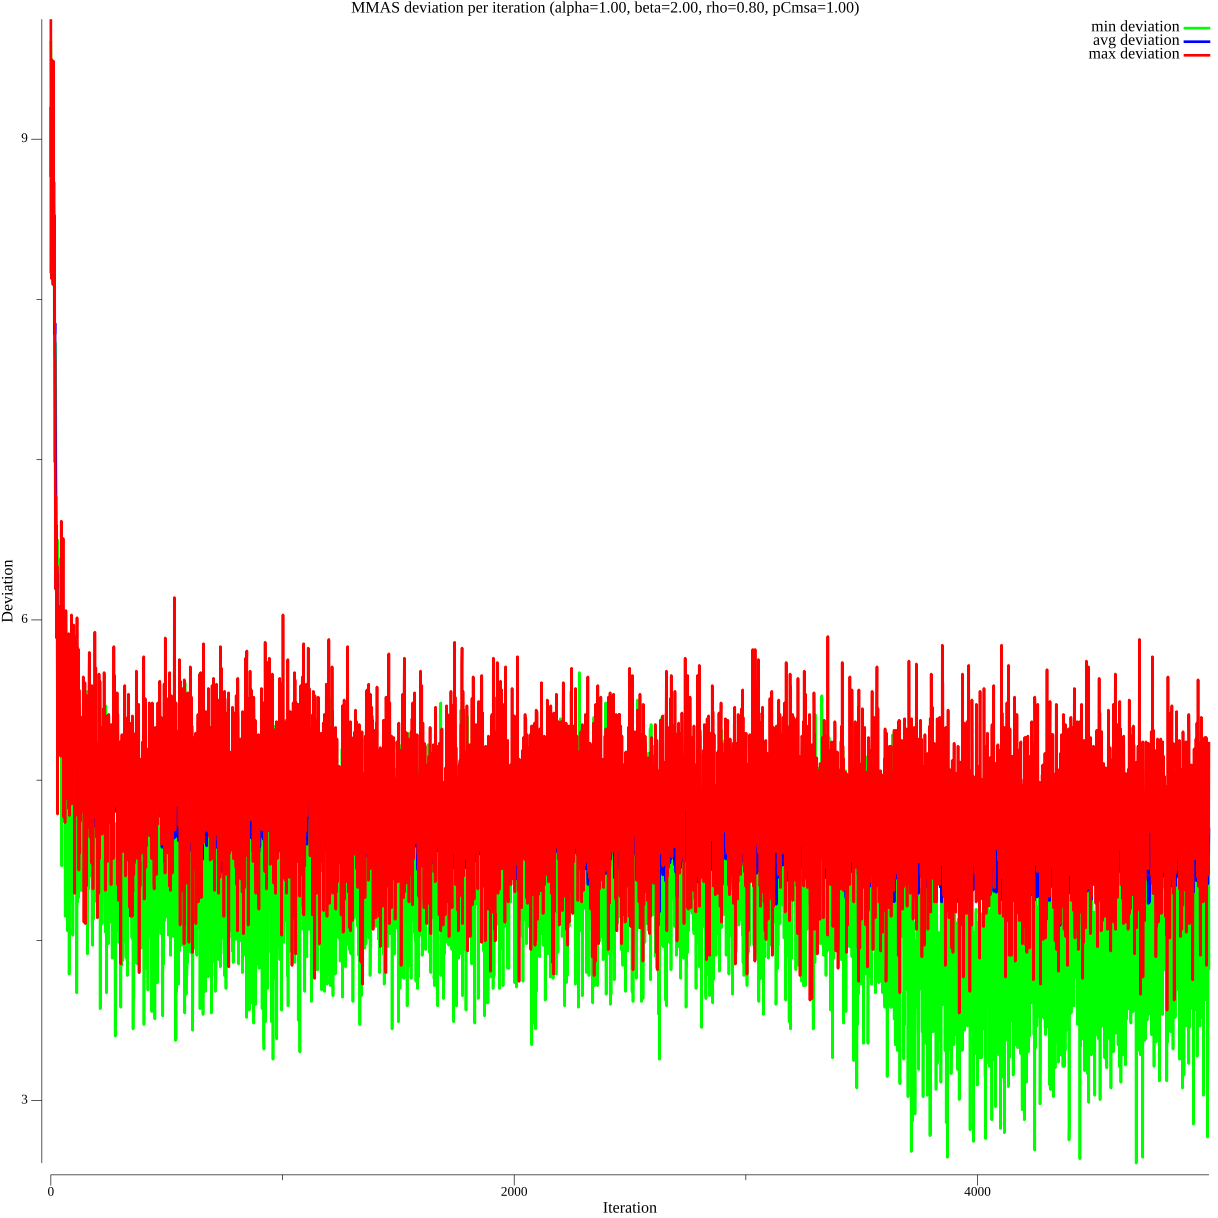 MMAS deviation per iteration (alpha=1.00, beta=2.00, rho=0.80, pCmsa=1.00)
min deviation
avg deviation
max deviation
9
6
3
Deviation
0
2000
4000
Iteration